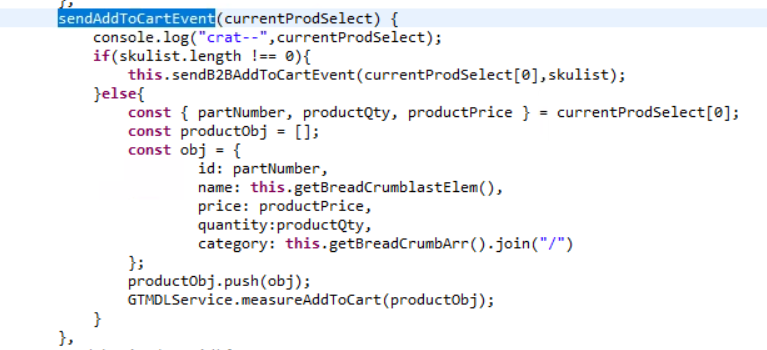 },
sendAddToCartEvent(currentProdSelect) {
console.log("crat--",currentProdSelect);
if(skulist.length !== 0){
this.sendB2BAddToCartEvent(currentProdSelect[0],skulist);
}else{
const { partNumber, productQty, productPrice } = currentProdSelect[0];
const productObj = [];
const obj = {
id: partNumber,
name: this.getBreadCrumblastElem(),
price: productPrice,
quantity:productQty,
category: this.getBreadCrumbArr().join("/")
};
productObj.push(obj);
GTMDLService.measureAddToCart(productObj);
}
},